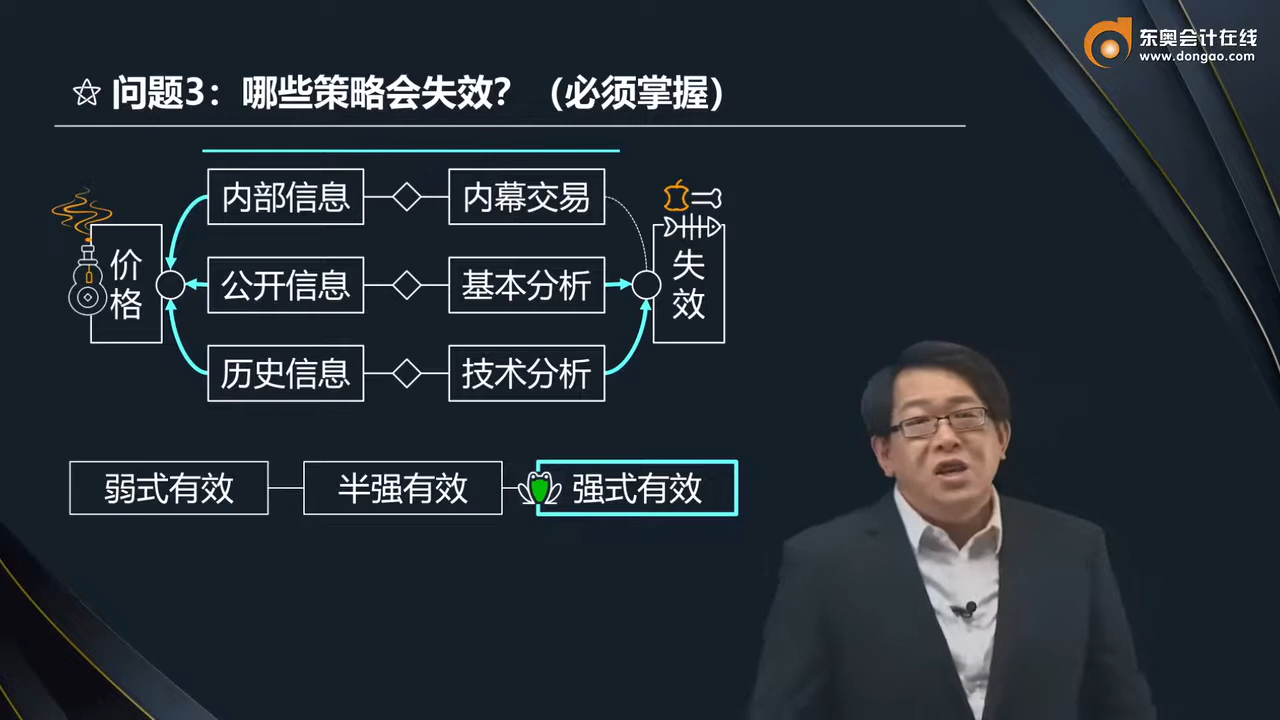 东奥会计在线
www.dongao.com
问题3：哪些策略会失效？（必须掌握）
内部信息
内幕交易
价格
公开信息
基本分析
失效
历史信息
技术分析
弱式有效
半强有效
强式有效